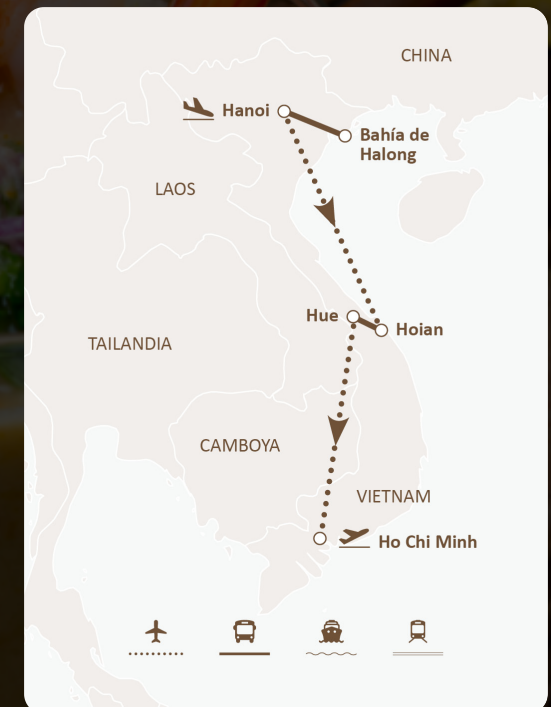 CHINA
Hanoi
Bahía de
Halong
LAOS
Hue
Hoian
TAILANDIA
CAMBOYA
VIETNAM
Ho Chi Minh